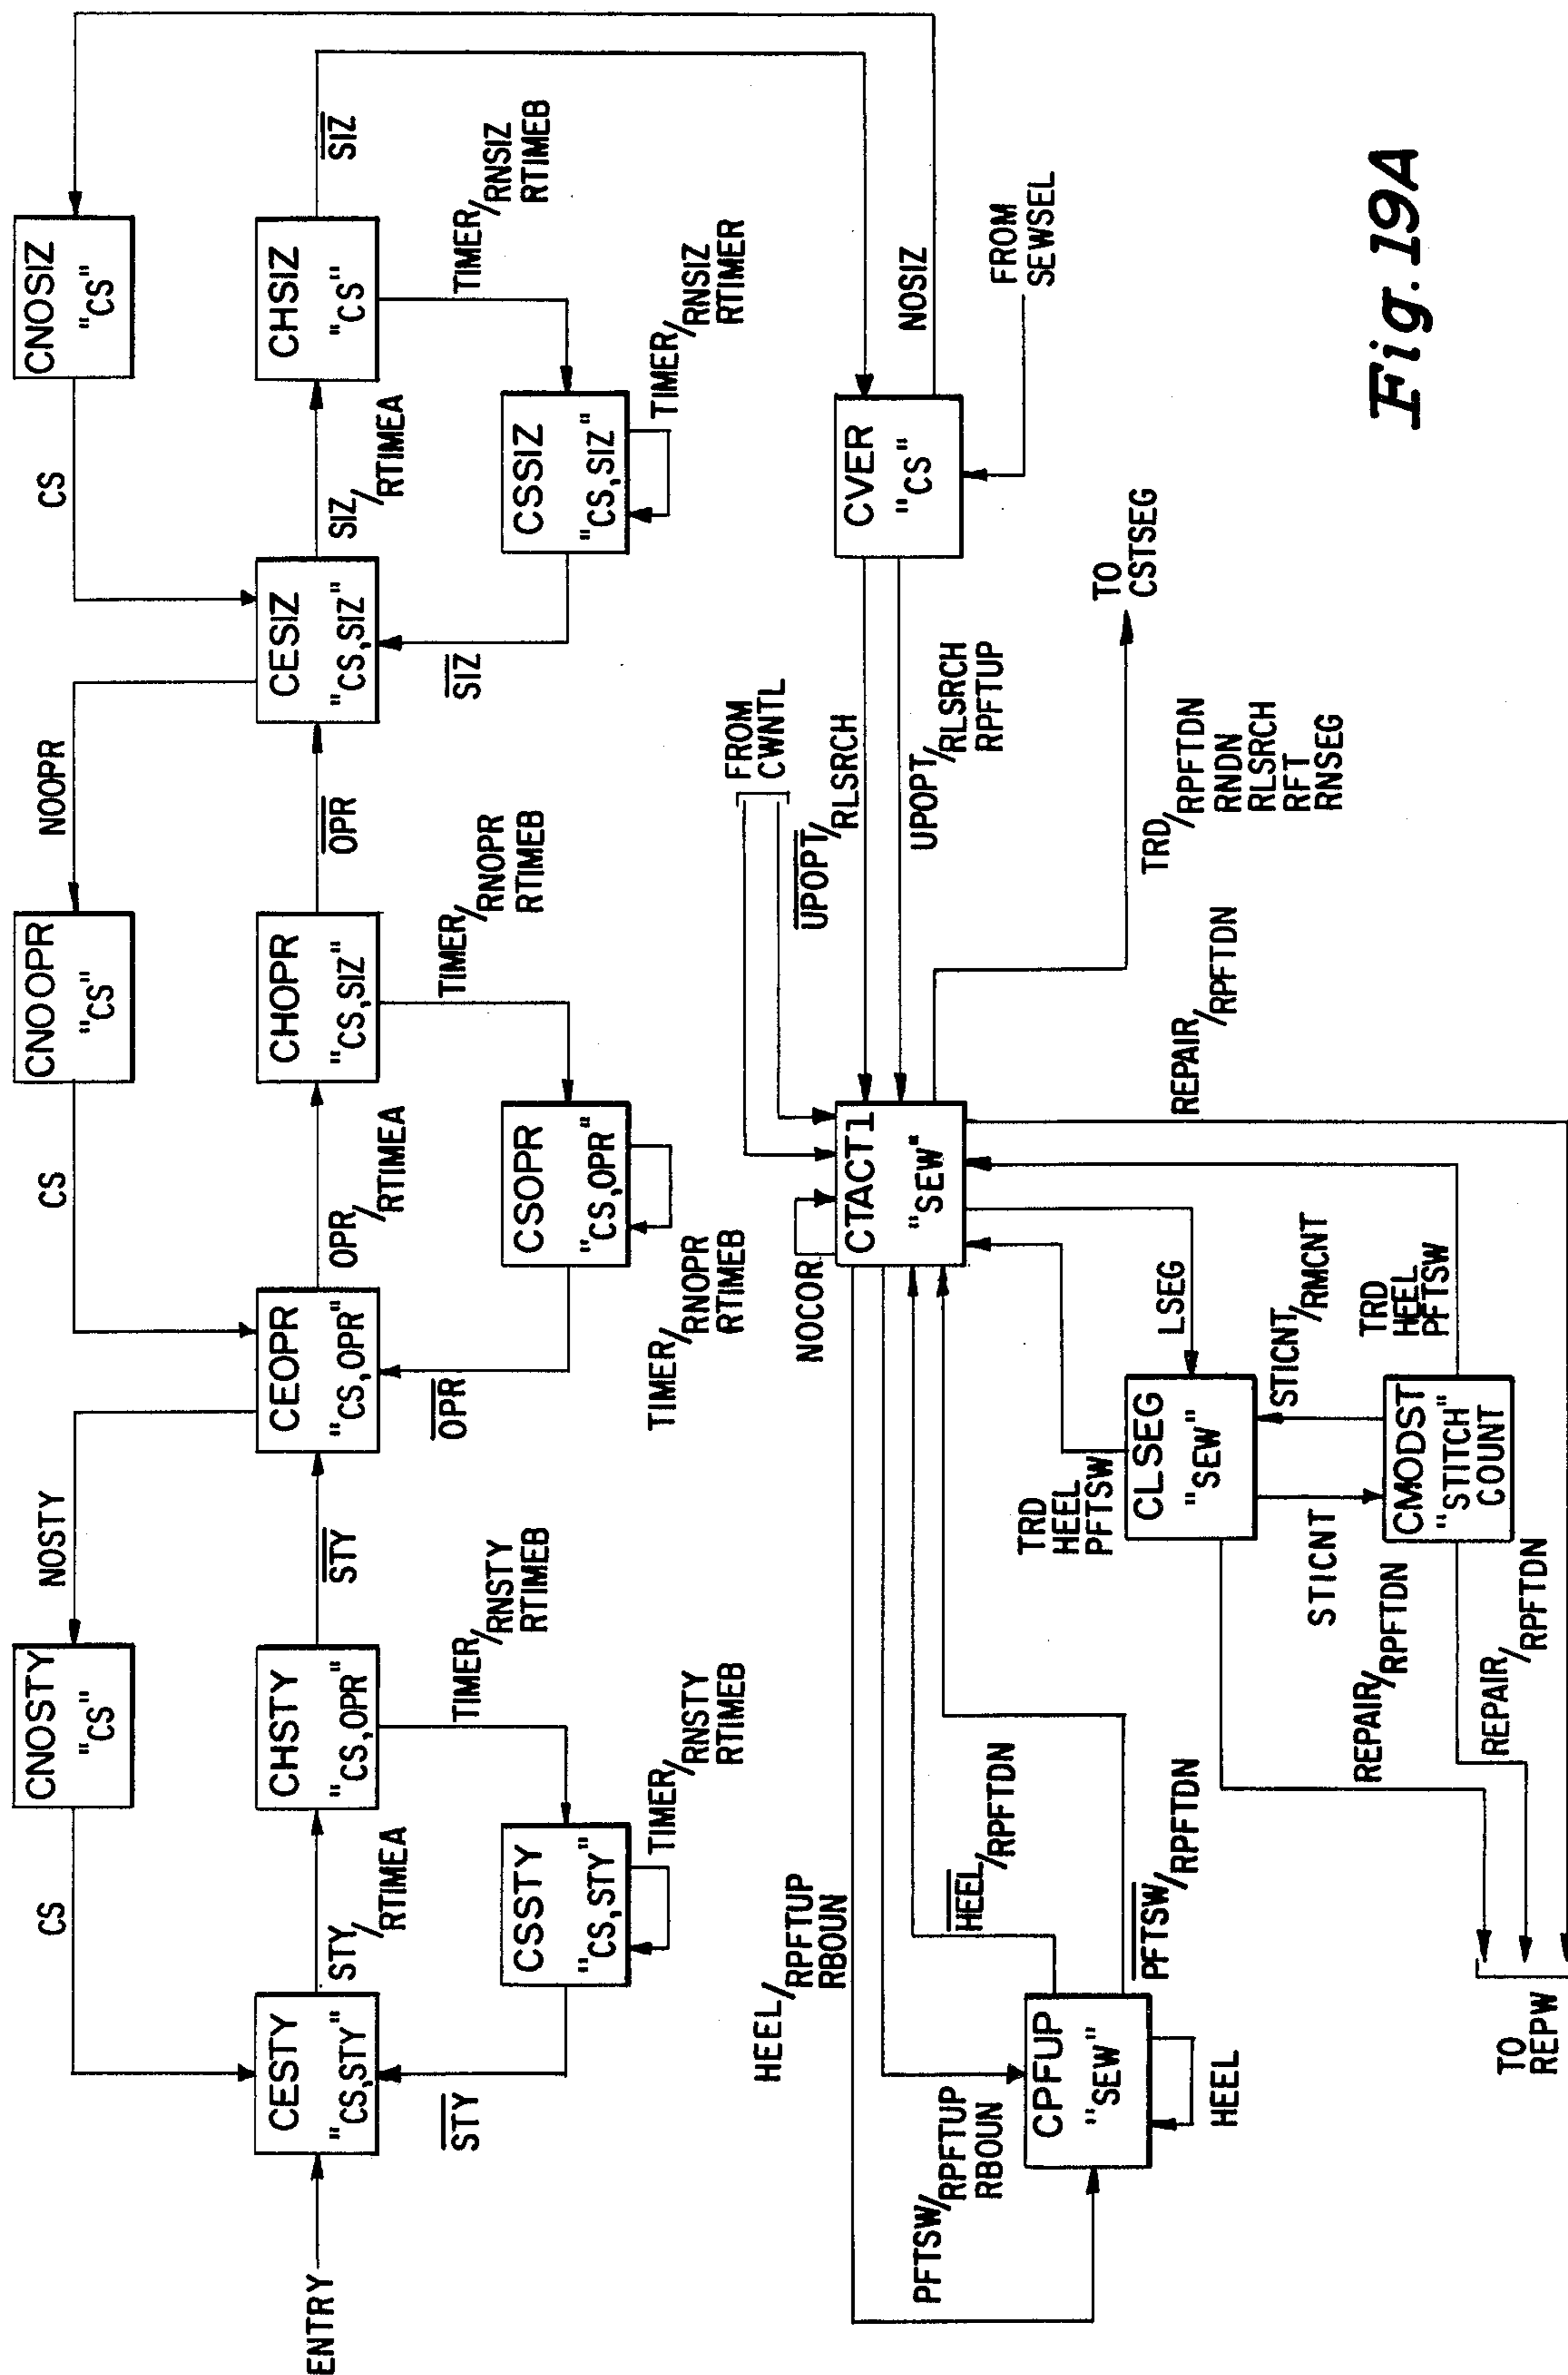 CNOSTY
"CS"
CNOOPR
"CS"
CNOSIZ
"CS"
CS
NOSTY
CS
NOOPR
CS
ENTRY
CESTY
"CS,STY"
STY/RTIMEA
CHSTY
"CS,OPR"
STY
CEOPR
"CS,OPR"
OPR/RTIMEA
CHOPR
"CS,SIZ"
OPR
CESIZ
"CS,SIZ"
SIZ/RTIMEA
CHSIZ
"CS"
SIZ
STY
TIMER/RNSTY
RTIMEB
OPR
TIMER/RNOPR
RTIMEB
SIZ
TIMER/RNSIZ
RTIMEB
CSSTY
"CS,STY"
TIMER/RNSTY
RTIMEB
CSOPR
"CS,OPR"
TIMER/RNOPR
RTIMEB
CSSIZ
"CS,SIZ"
TIMER/RNSIZ
RTIMER
FROM
CWNTL
HEEL/RPFTUP
RBOUN
NOCOR
CTACT1
"SEW"
UPOPT/RLSRCH
UPOPT/RLSRCH
RPFTUP
CVER
"CS"
NOSIZ
FROM
SEWSEL
PFTSW/RPFTUP
RBOUN
CPFUP
"SEW"
HEEL
HEEL/RPFTDN
PFTSW/RPFTDN
TRD
HEEL
PFTSW
CLSEG
"SEW"
LSEG
REPAIR/RPFTDN
TO
CSTSEG
TRD/RPFTDN
RNDN
RLSRCH
RFT
RNSEG
STICNT
STICNT/RMCNT
TRD
HEEL
PFTSW
CMODST
"STITCH"
COUNT
REPAIR/RPFTDN
REPAIR/RPFTDN
TO
REPW
Fig. 19A